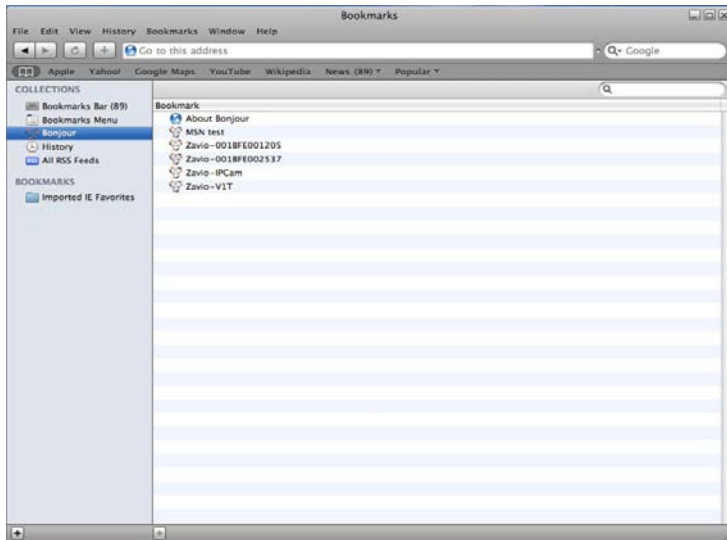 Bookmarks
File Edit View History Bookmarks Window Help
Go to this address
Google
Apple Yahoo! Google Maps YouTube Wikipedia News (89) Popular
COLLECTIONS
Bookmarks Bar (89)
Bookmarks Menu
Bonjour
History
All RSS Feeds
BOOKMARKS
Imported IE Favorites
Bookmark
About Bonjour
MSN test
Zavio-001BFE001205
Zavio-001BFE002537
Zavio-IPCam
Zavio-V1T